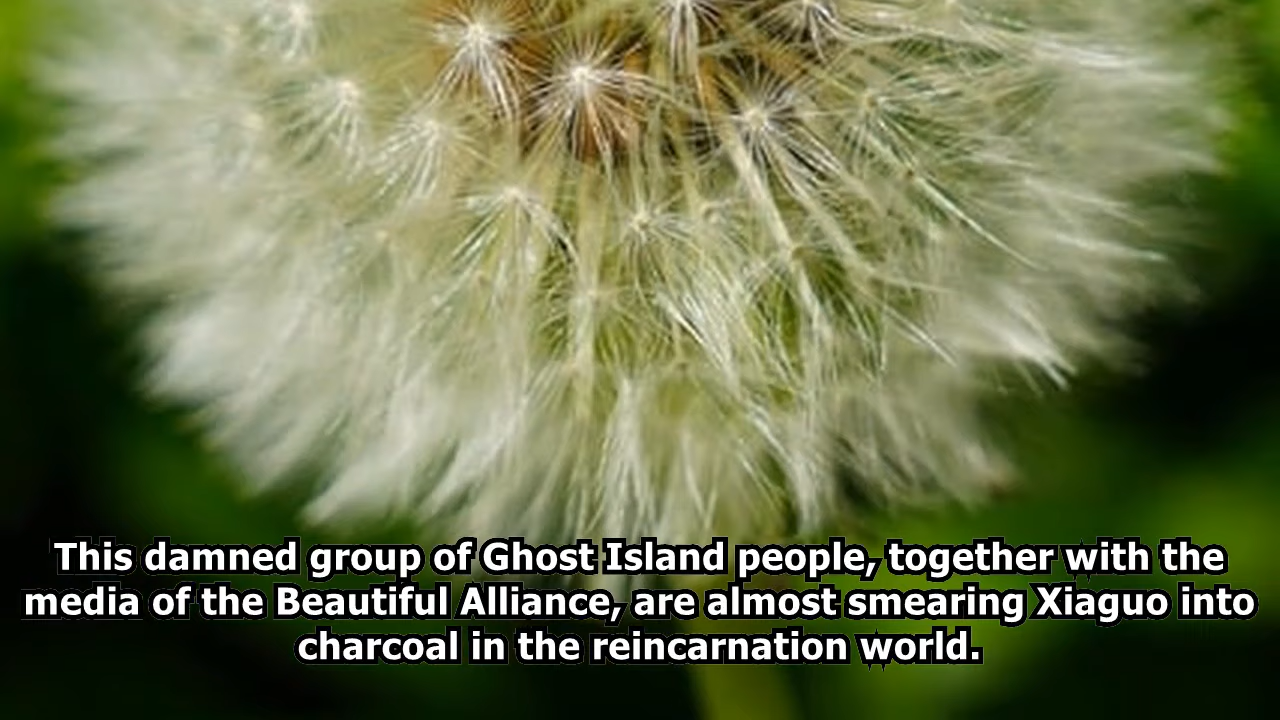 This damned group of Ghost Island people, together with the
media of the Beautiful Alliance, are almost smearing Xiaguo into
charcoal in the reincarnation world.